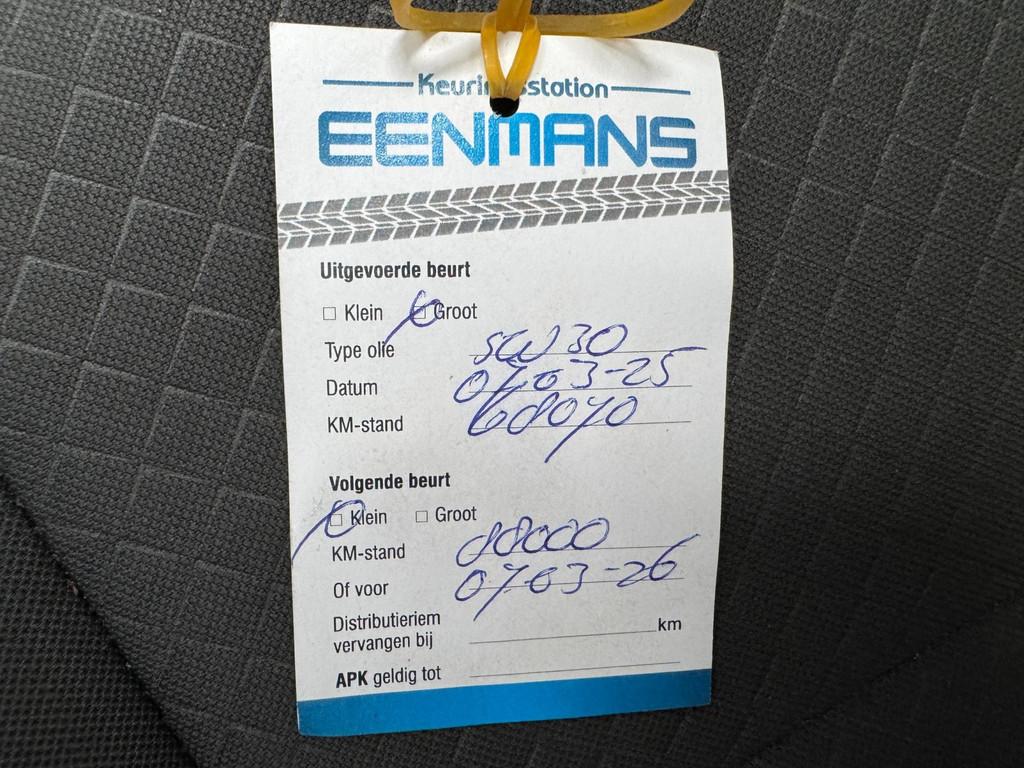 Keuringsstation
EENMANS
Uitgevoerde beurt
Klein Groot
Type olie 5W30
Datum 07-03-25
KM-stand 68070
Volgende beurt
Klein Groot
KM-stand 88000
Of voor 07-03-26
Distributieriem
vervangen bij km
APK geldig tot